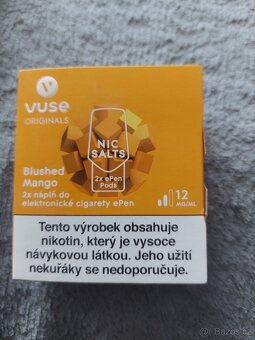 vuse
ORIGINALS
NIC
SALTS
2x ePen
Pods
Blushed
Mango
2x náplň do
elektronické cigarety ePen
12
MG/ML
Tento výrobek obsahuje
nikotin, který je vysoce
návykovou látkou. Jeho užití
nekuřáky se nedoporučuje.